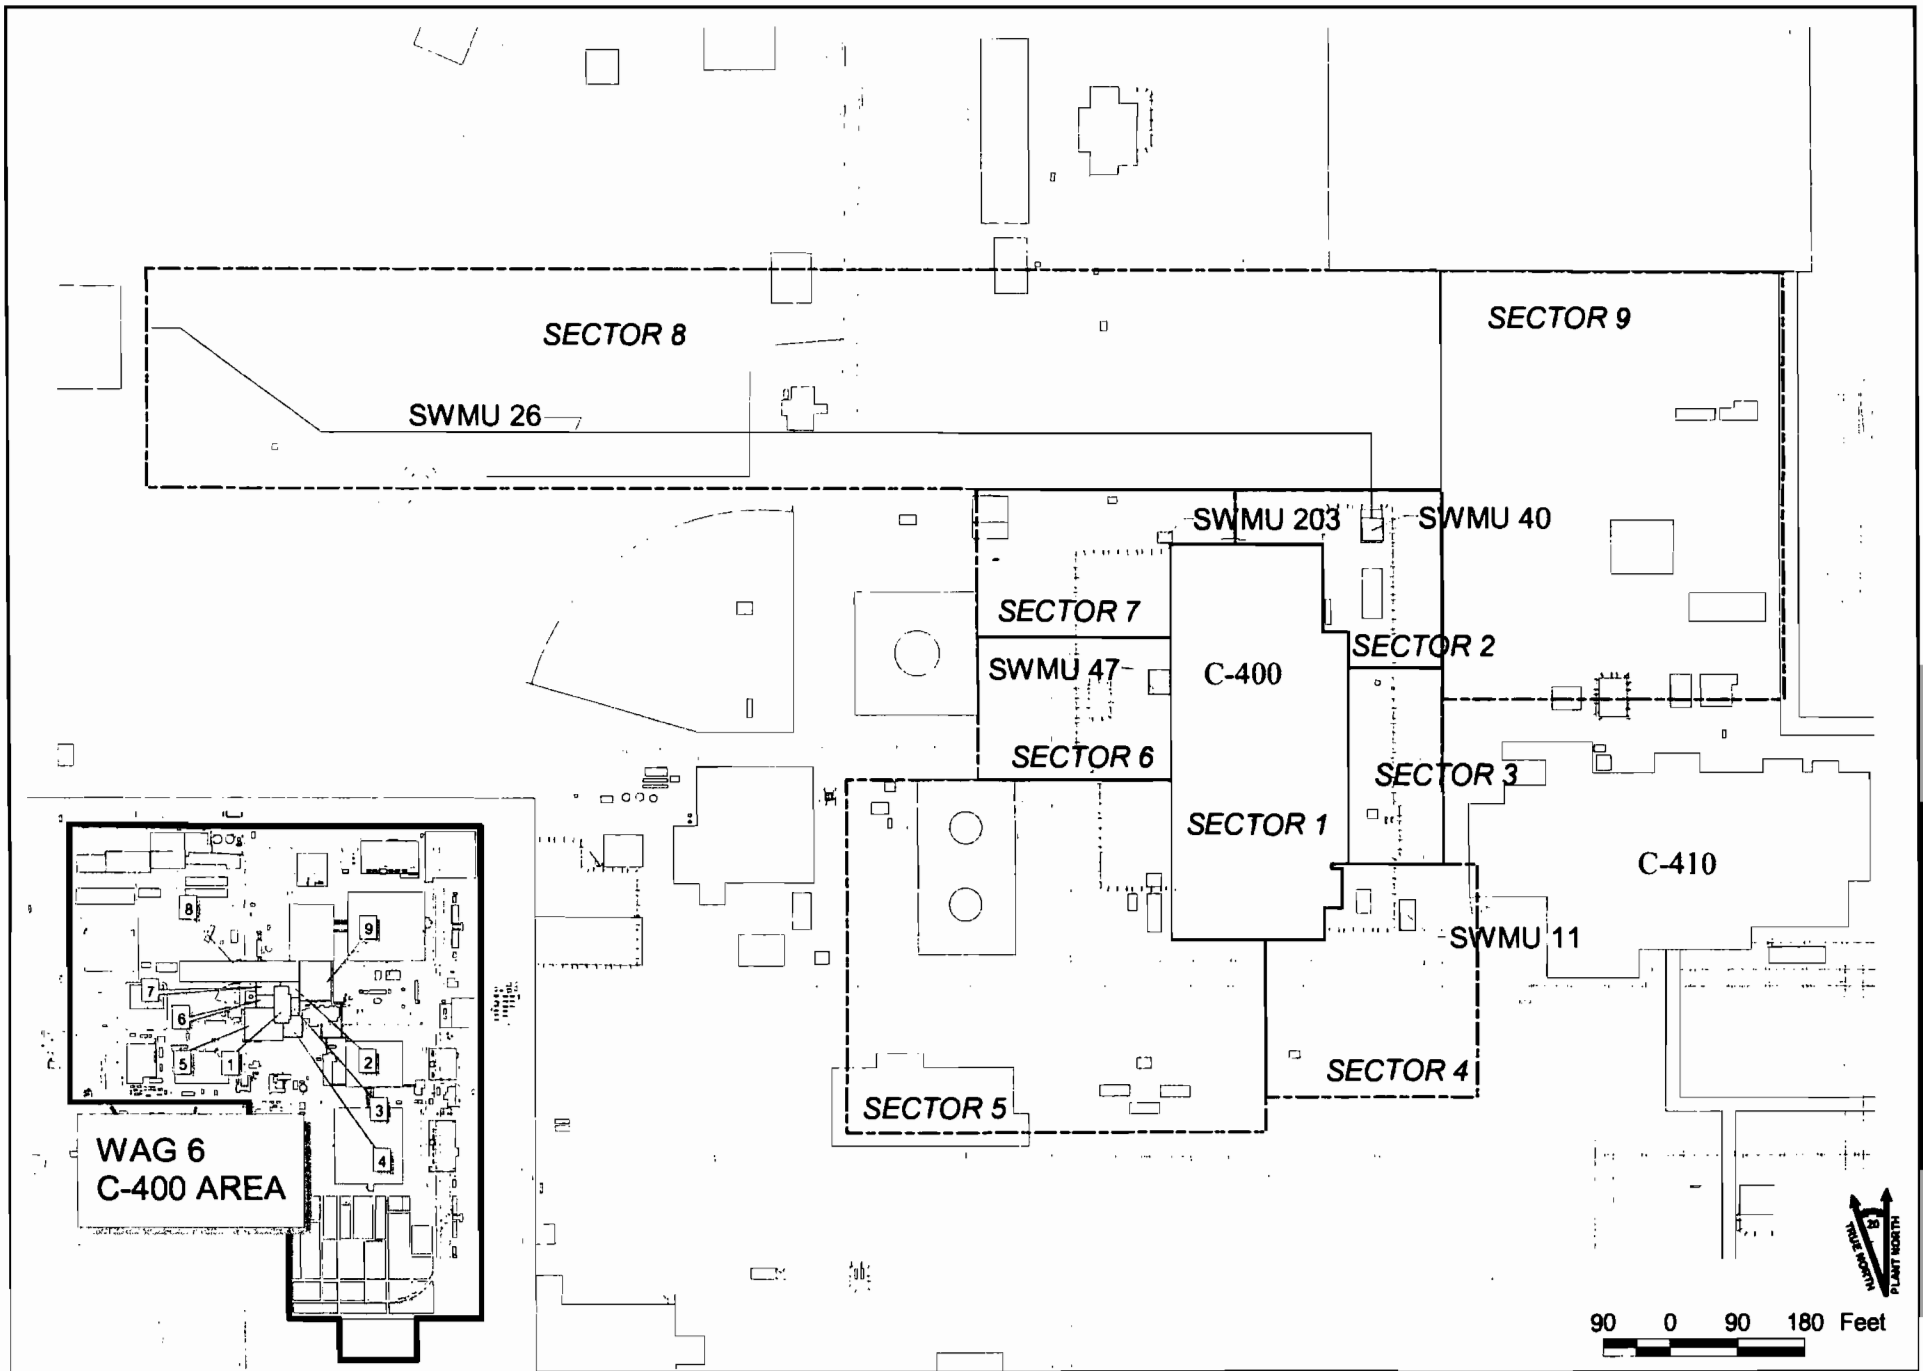 SECTOR 8
SECTOR 9
SWMU 26
SWMU 203
SWMU 40
SECTOR 7
SECTOR 2
SWMU 47
C-400
SECTOR 6
SECTOR 3
SECTOR 1
C-410
SWMU 11
SECTOR 4
SECTOR 5
8
9
7
6
5
1
2
3
4
WAG 6
C-400 AREA
TRUE NORTH
PLANT NORTH
90 0 90 180 Feet